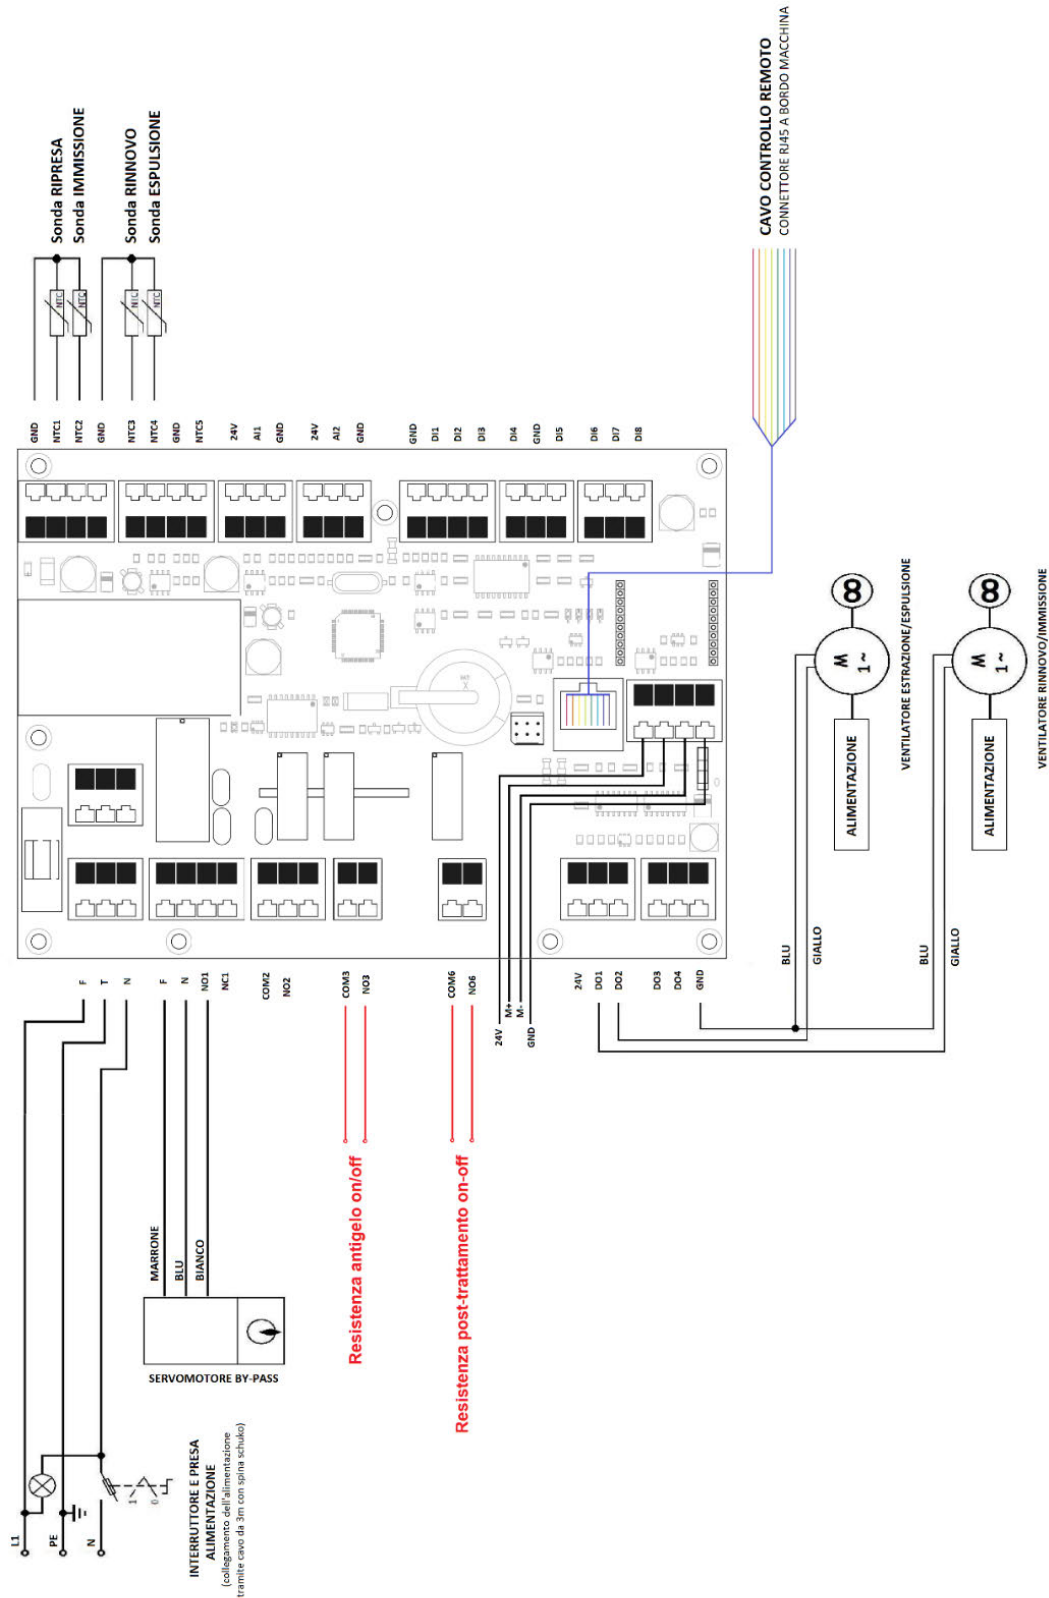 CAVO CONTROLLO REMOTO
CONNETTORE RJ45 A BORDO MACCHINA
Sonda RIPRESA
Sonda IMMISSIONE
Sonda RINNOVO
Sonda ESPULSIONE
NTC
NTC
NTC
NTC
GND
NTC1
NTC2
GND
NTC3
NTC4
GND
NTC5
24V
AI1
GND
24V
AI2
GND
GND
DI1
DI2
DI3
DI4
GND
DI5
DI6
DI7
DI8
M
1~
ALIMENTAZIONE
VENTILATORE ESTRAZIONE/ESPULSIONE
M
1~
ALIMENTAZIONE
VENTILATORE RINNOVO/IMMISSIONE
BLU
GIALLO
BLU
GIALLO
F
T
N
F
N
NO1
NC1
COM2
NO2
COM3
NO3
COM6
NO6
24V
M+
M-
GND
24V
DO1
DO2
DO3
DO4
GND
MARRONE
BLU
BIANCO
SERVOMOTORE BY-PASS
Resistenza antigelo on/off
Resistenza post-trattamento on-off
L1
PE
N
1
0
INTERRUTTORE E PRESA
ALIMENTAZIONE
(collegamento dell'alimentazione
tramite cavo da 3m con spina schuko)